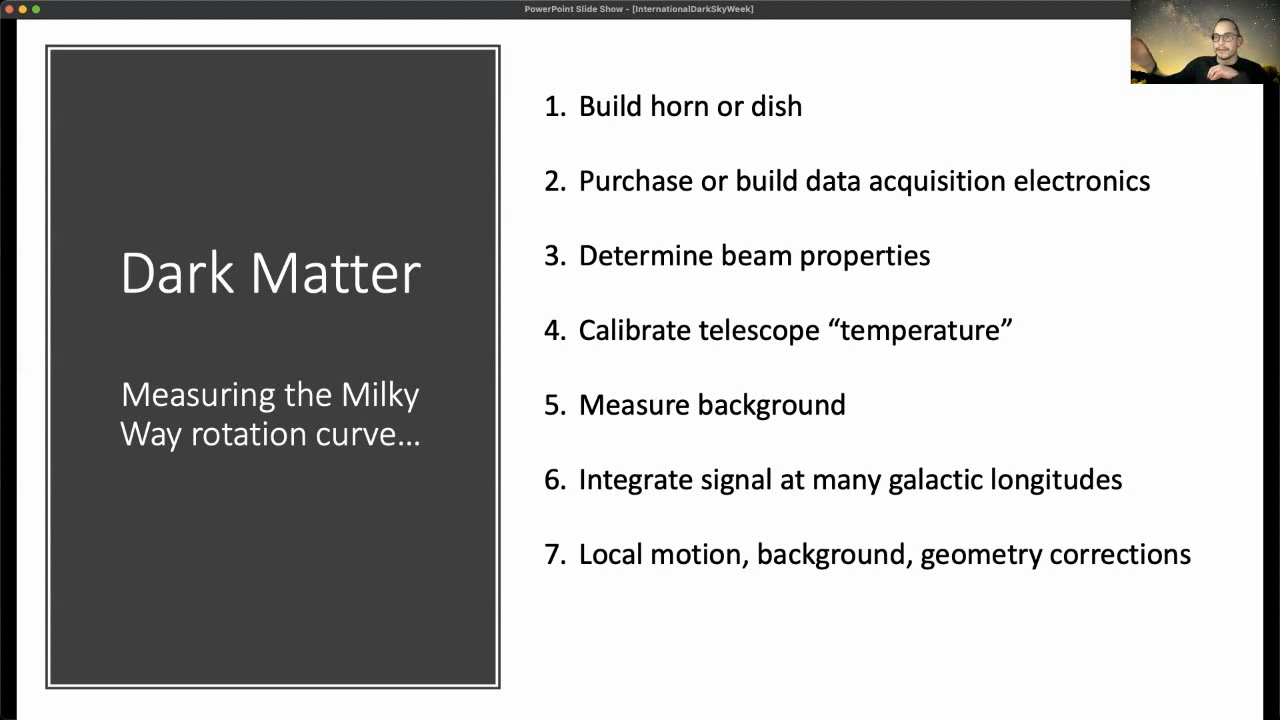 PowerPoint Slide Show - [InternationalDarkSkyWeek]
Dark Matter
Measuring the Milky
Way rotation curve…
1. Build horn or dish
2. Purchase or build data acquisition electronics
3. Determine beam properties
4. Calibrate telescope “temperature”
5. Measure background
6. Integrate signal at many galactic longitudes
7. Local motion, background, geometry corrections